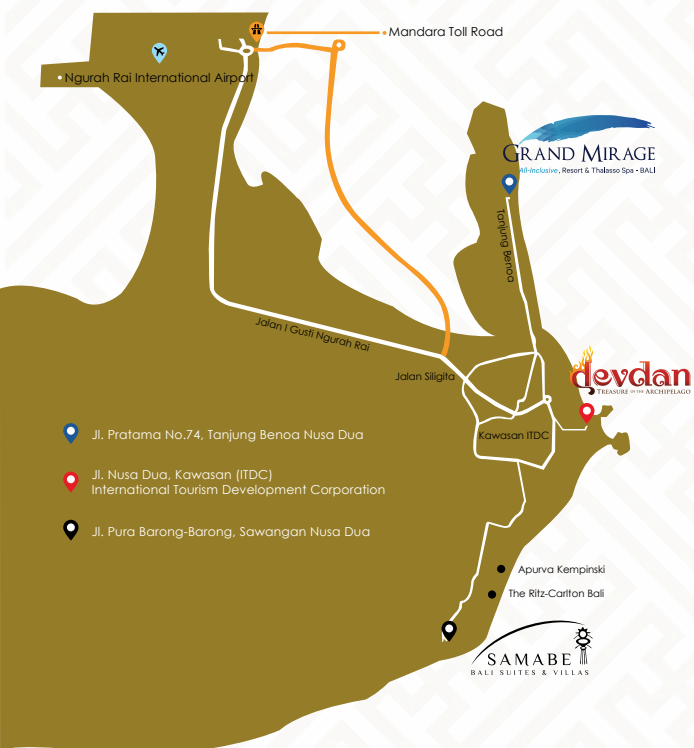 Mandara Toll Road
Ngurah Rai International Airport
GRAND MIRAGE
All-Inclusive, Resort & Thalasso Spa • BALI
Tanjung Benoa
Jalan I Gusti Ngurah Rai
Jalan Siligita
devdan
TREASURE OF THE ARCHIPELAGO
Kawasan ITDC
Jl. Pratama No.74, Tanjung Benoa Nusa Dua
Jl. Nusa Dua, Kawasan (ITDC)
International Tourism Development Corporation
Jl. Pura Barong-Barong, Sawangan Nusa Dua
Apurva Kempinski
The Ritz-Carlton Bali
SAMABE
BALI SUITES & VILLAS